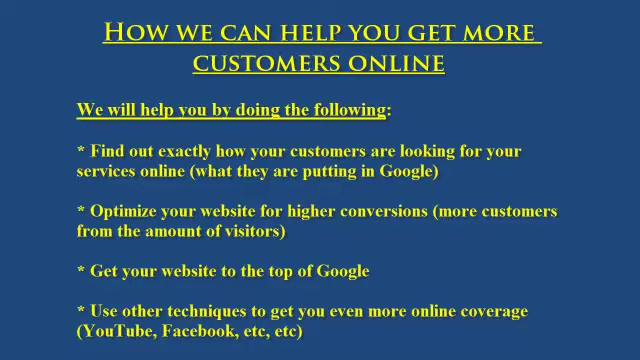 HOW WE CAN HELP YOU GET MORE
CUSTOMERS ONLINE
We will help you by doing the following:
* Find out exactly how your customers are looking for your
services online (what they are putting in Google)
* Optimize your website for higher conversions (more customers
from the amount of visitors)
* Get your website to the top of Google
* Use other techniques to get you even more online coverage
(YouTube, Facebook, etc, etc)